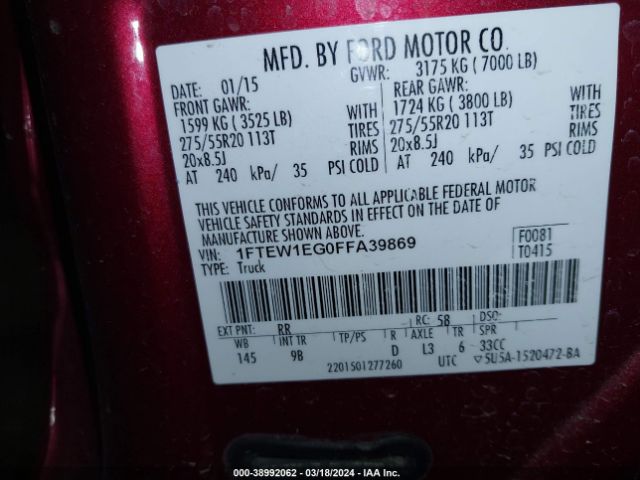 MFD. BY FORD MOTOR CO.
DATE: 01/15 GVWR: 3175 KG ( 7000 LB)
FRONT GAWR: REAR GAWR:
1599 KG ( 3525 LB) WITH 1724 KG ( 3800 LB) WITH
275/55R20 113T TIRES 275/55R20 113T TIRES
20x8.5J RIMS 20x8.5J RIMS
AT 240 kPa/ 35 PSI COLD AT 240 kPa/ 35 PSI COLD
THIS VEHICLE CONFORMS TO ALL APPLICABLE FEDERAL MOTOR
VEHICLE SAFETY STANDARDS IN EFFECT ON THE DATE OF
MANUFACTURE SHOWN ABOVE.
VIN: 1FTEW1EG0FFA39869 F0081
TYPE: Truck T0415
EXT PNT: RR RC: 58 DSO:
WB INT TR TP/PS R AXLE TR SPR
145 9B D L3 6 33CC
2201501277260 UTC ▽5U5A-1520472-BA
000-38992062 — 03/18/2024 — IAA Inc.